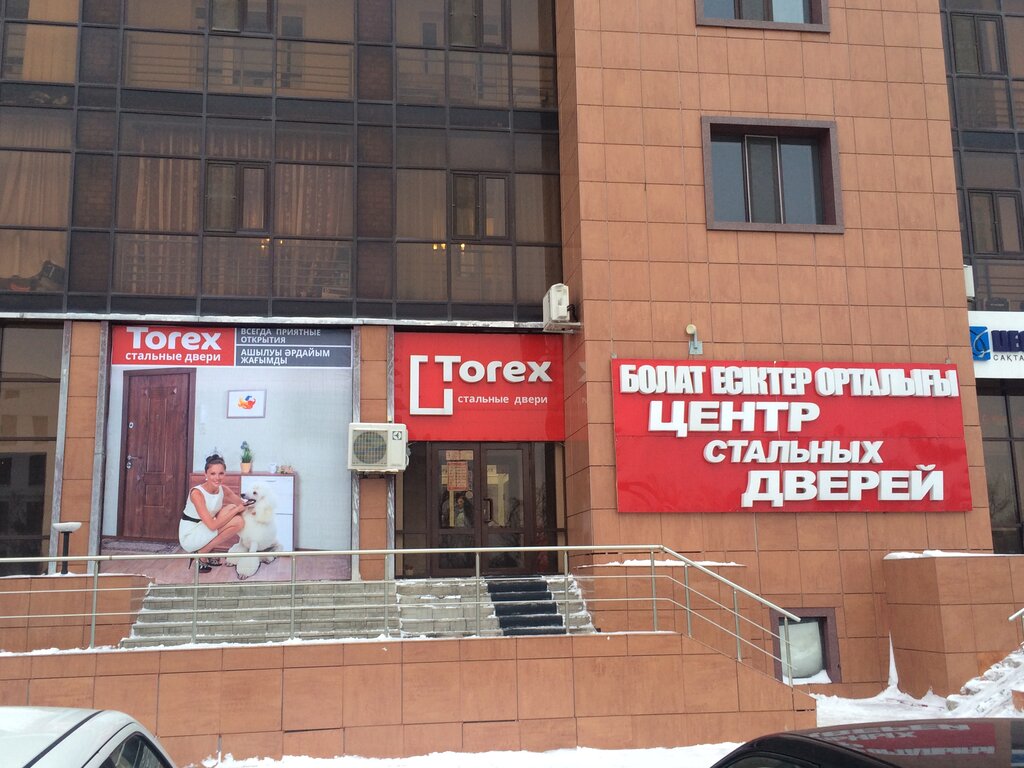 Torex
стальные двери
ВСЕГДА ПРИЯТНЫЕ
ОТКРЫТИЯ
АШЫЛУЫ ӘРДАЙЫМ
ЖАҒЫМДЫ
Torex
стальные двери
БОЛАТ ЕСІКТЕР ОРТАЛЫҒЫ
ЦЕНТР
СТАЛЬНЫХ
ДВЕРЕЙ